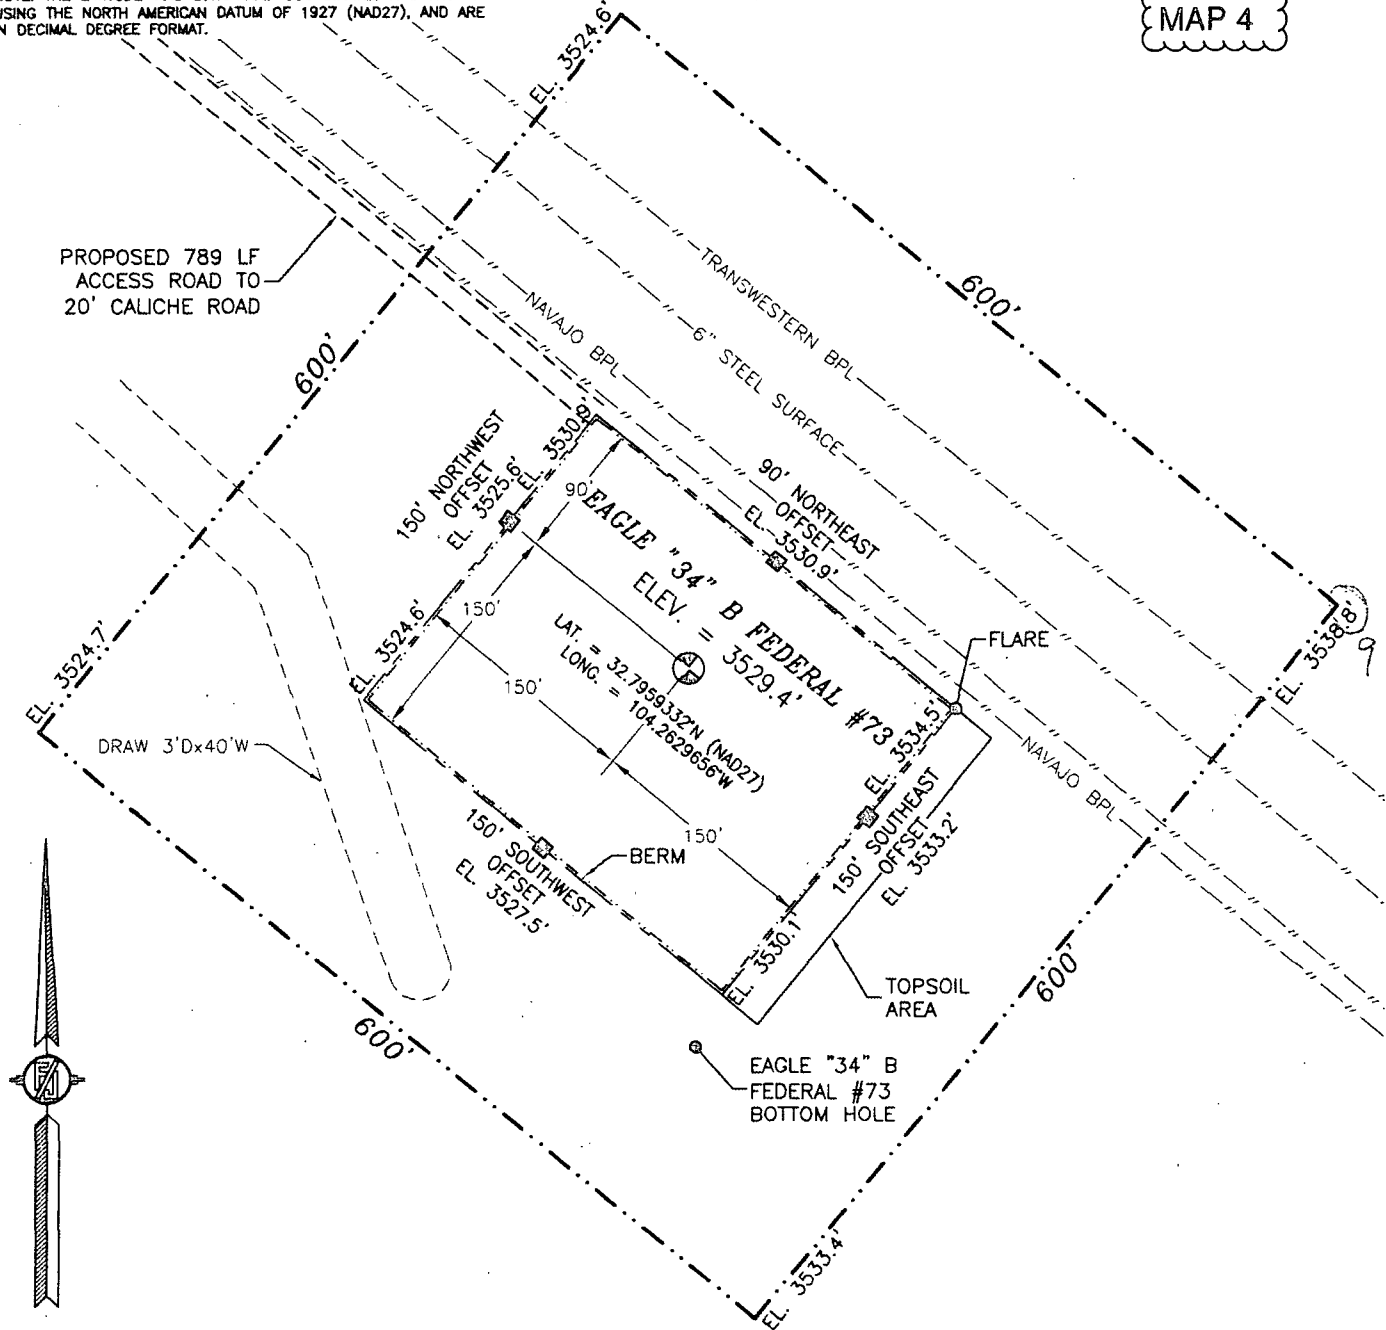 USING THE NORTH AMERICAN DATUM OF 1927 (NAD27), AND ARE
IN DECIMAL DEGREE FORMAT.
MAP 4
EL. 3524.6'
PROPOSED 789 LF
ACCESS ROAD TO
20' CALICHE ROAD
TRANSWESTERN BPL
600'
NAVAJO BPL
6" STEEL SURFACE
600'
150' NORTHWEST
OFFSET
EL. 3525.6'
EL. 3530.
90'
90' NORTHEAST
OFFSET
EL. 3530.9'
EAGLE "34" B FEDERAL #73
ELEV. = 3529.4'
LAT. = 32.7959332°N (NAD27)
LONG. = 104.2629656°W
EL. 3538.8'
9
FLARE
EL. 3524.7'
EL. 3524.6'
150'
150'
150'
EL. 3534.5'
NAVAJO BPL
DRAW 3'Dx40'W
150' SOUTHEAST
OFFSET
EL. 3533.2'
150' SOUTHWEST
OFFSET
EL. 3527.5'
BERM
EL. 3530.1'
TOPSOIL
AREA
600'
600'
EAGLE "34" B
FEDERAL #73
BOTTOM HOLE
EL. 3533.4'